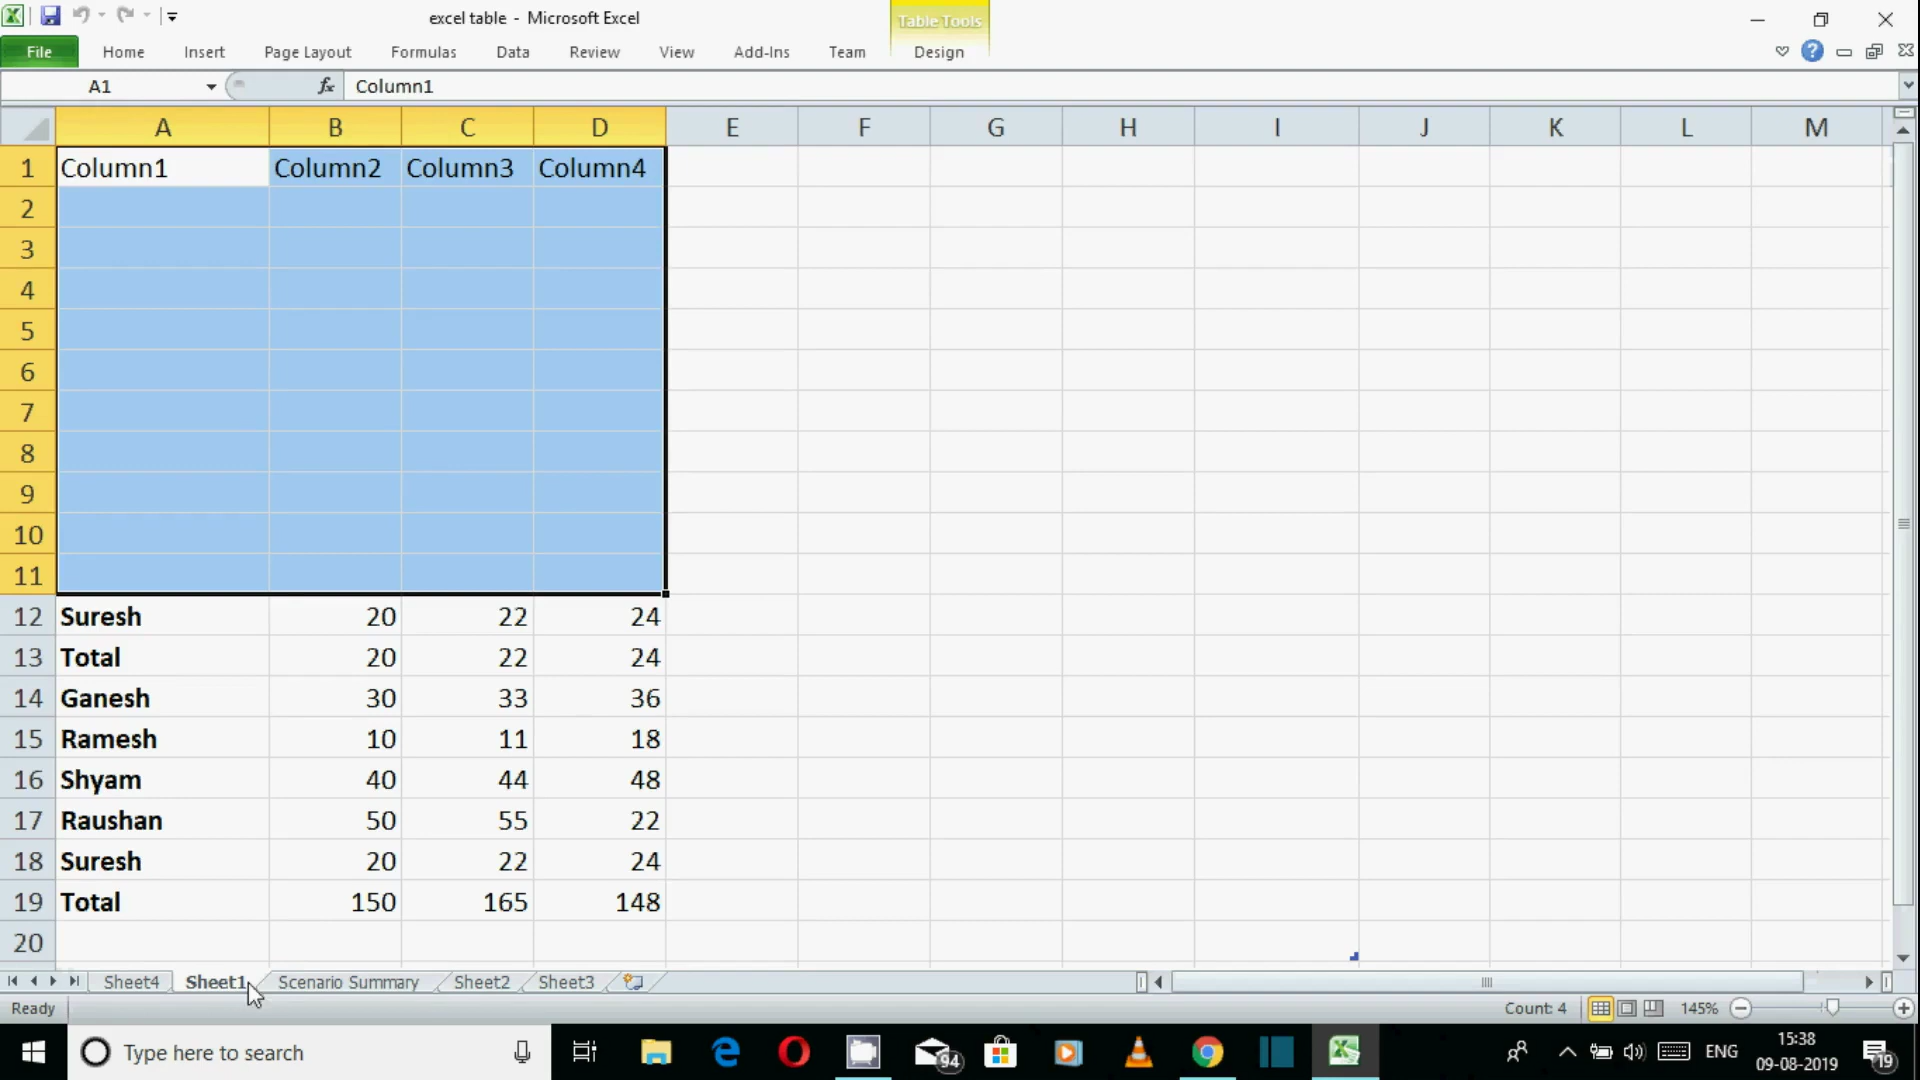 excel table - Microsoft Excel
Table Tools
File Home Insert Page Layout Formulas Data Review View Add-Ins Team Design
A1 fx Column1
A B C D E F G H I J K L M
1 Column1 Column2 Column3 Column4
2
3
4
5
6
7
8
9
10
11
12 Suresh 20 22 24
13 Total 20 22 24
14 Ganesh 30 33 36
15 Ramesh 10 11 18
16 Shyam 40 44 48
17 Raushan 50 55 22
18 Suresh 20 22 24
19 Total 150 165 148
20
Sheet4 Sheet1 Scenario Summary Sheet2 Sheet3
Ready Count: 4 145%
Type here to search 94 ENG 15:38
09-08-2019 19